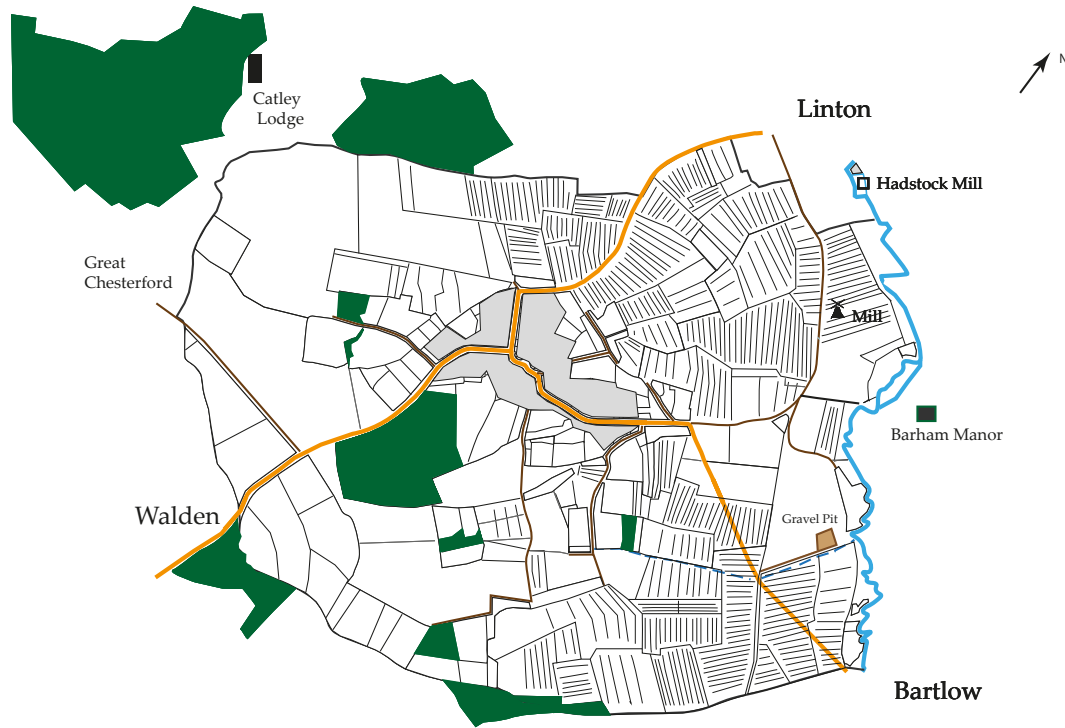 N
Catley
Lodge
Linton
Hadstock Mill
Great
Chesterford
Mill
Barham Manor
Walden
Gravel Pit
Bartlow